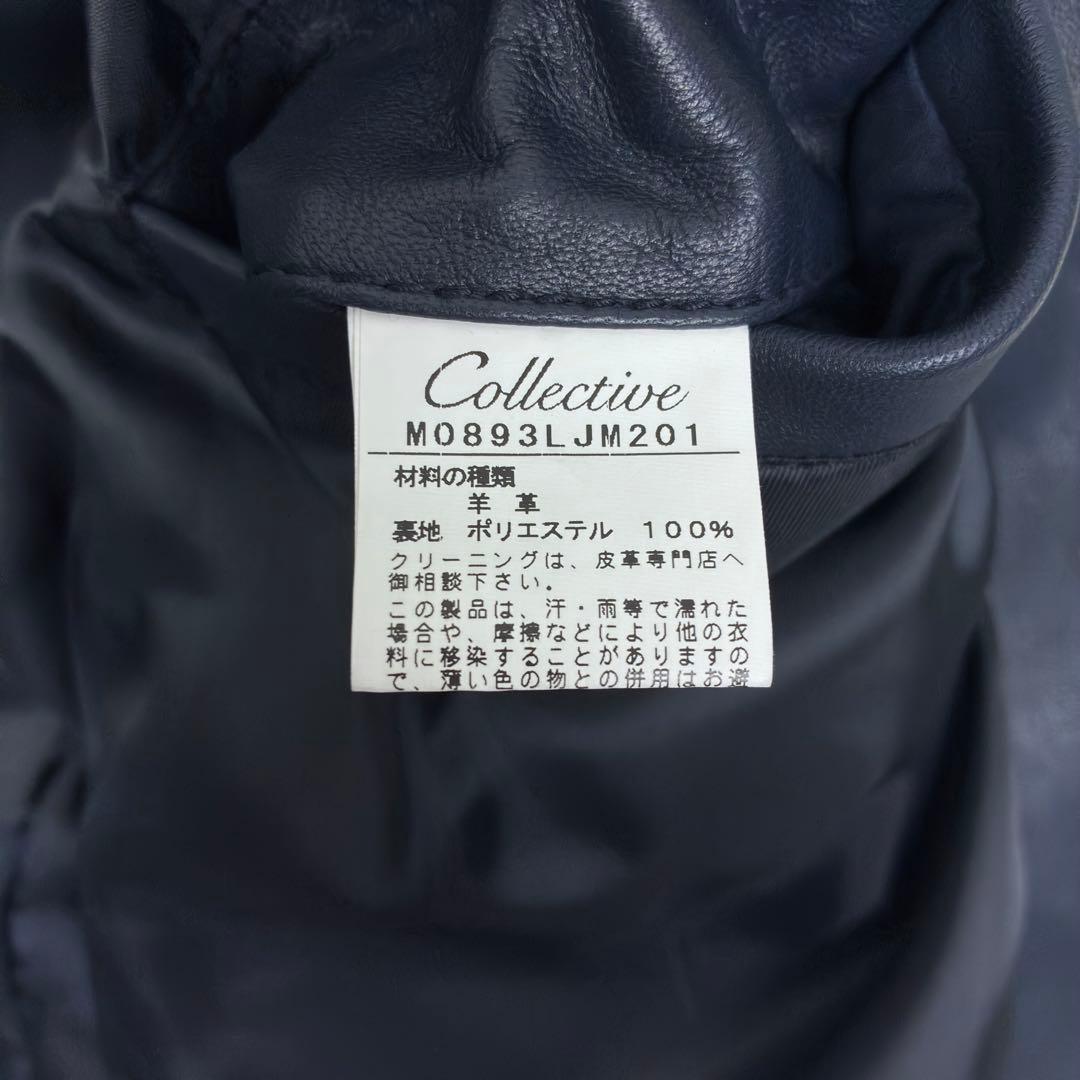 Collective
M0893LJM201
材料の種類
羊 革
裏地 ポリエステル 100%
クリーニングは、皮革専門店へ
御相談下さい。
この製品は、汗・雨等で濡れた
場合や、摩擦などにより他の衣
料に移染することがありますの
で、薄い色の物との併用はお避